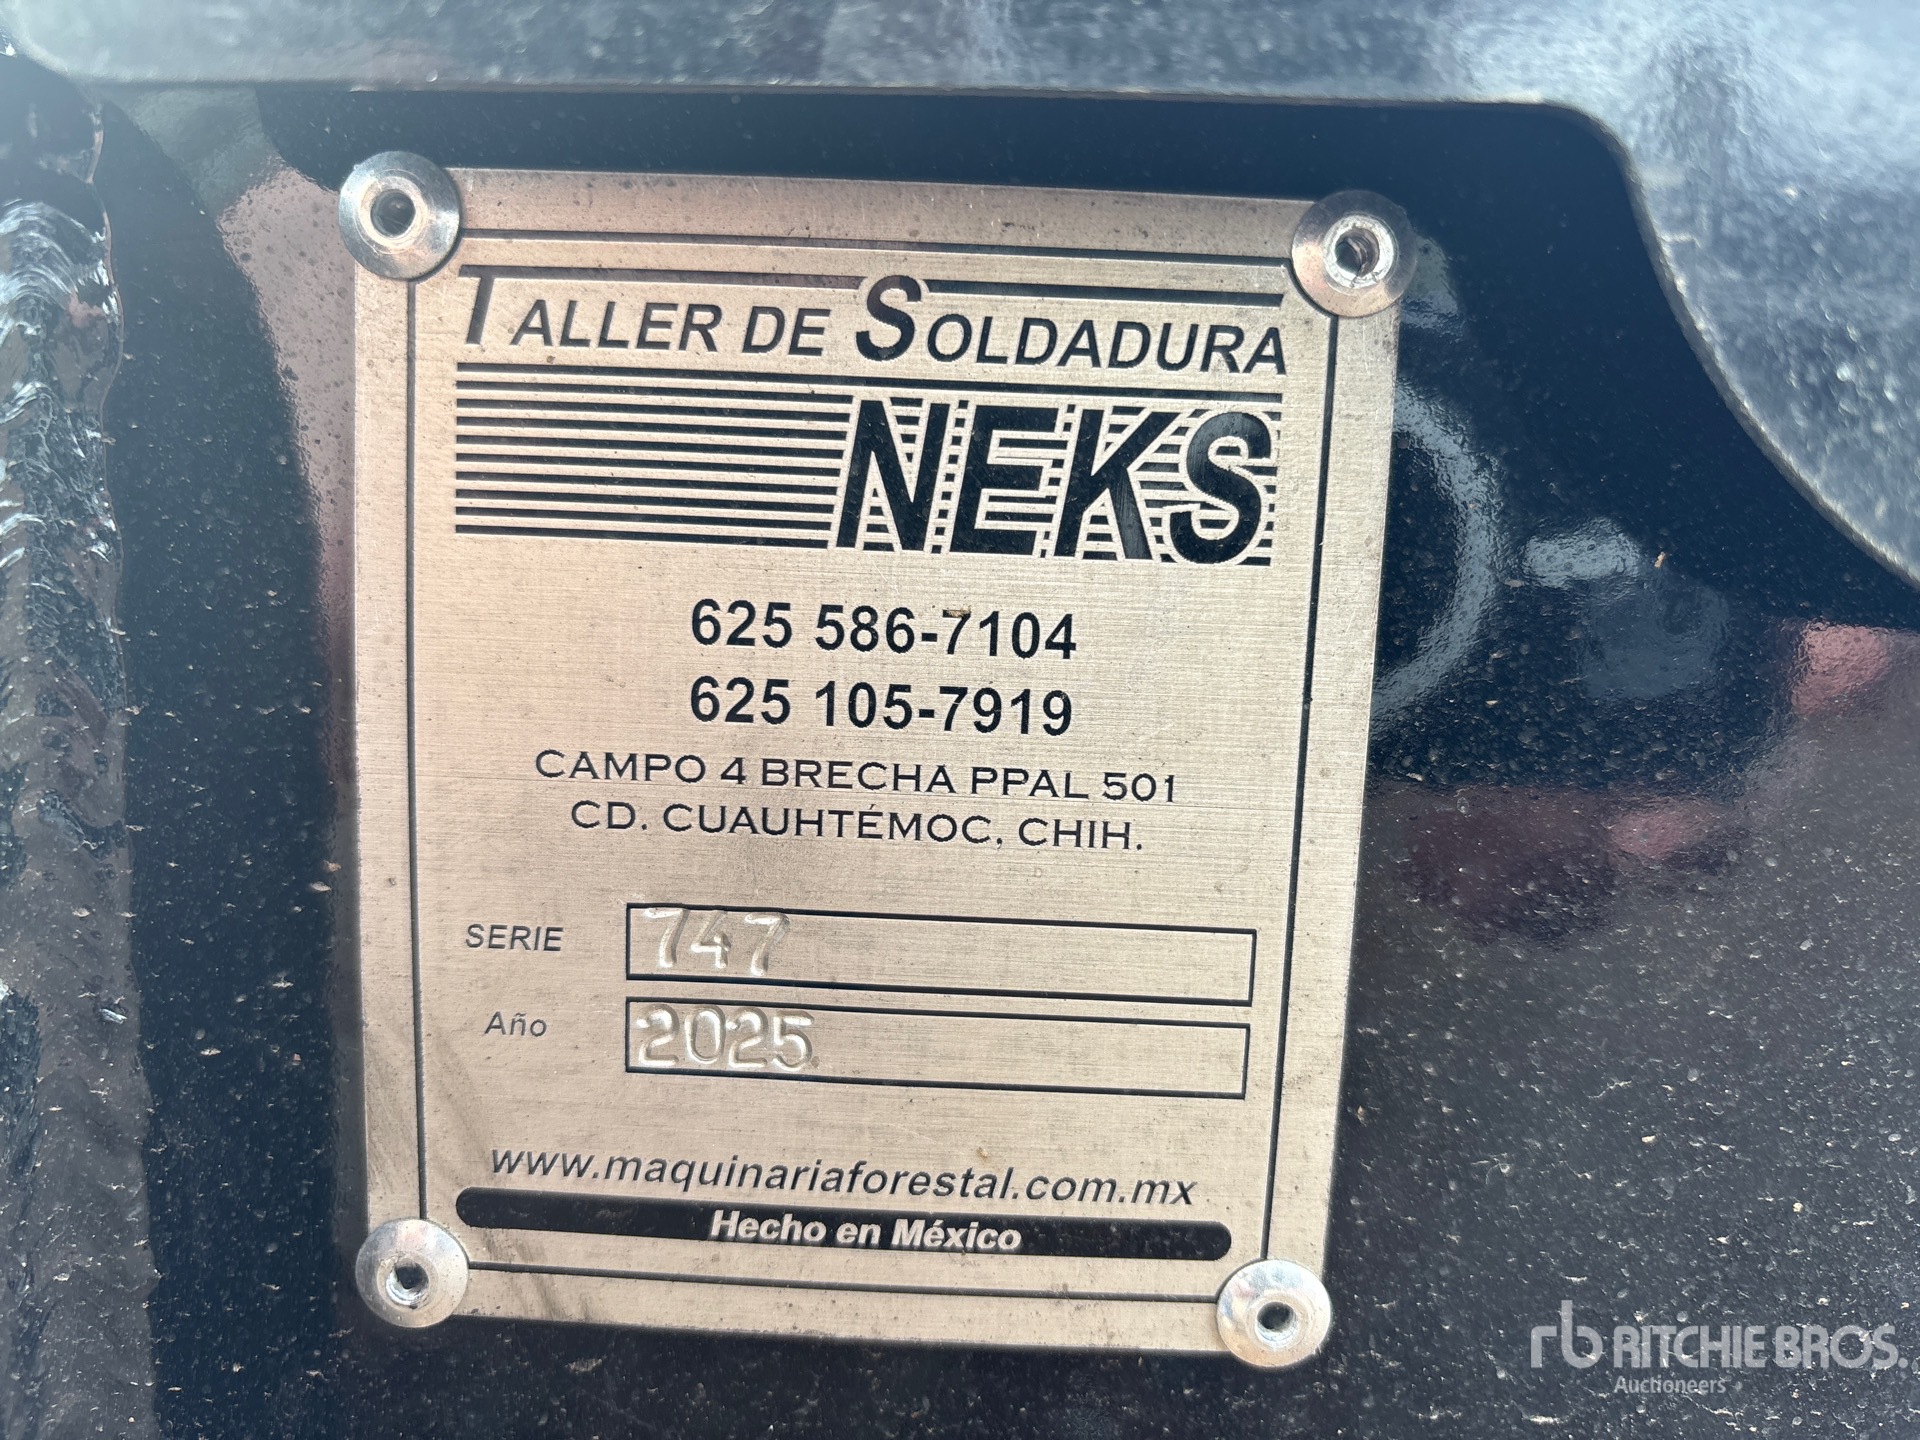 TALLER DE SOLDADURA
NEKS
625 586-7104
625 105-7919
CAMPO 4 BRECHA PPAL 501
CD. CUAUHTÉMOC, CHIH.
SERIE 747
Año 2025
www.maquinariaforestal.com.mx
Hecho en México
rb RITCHIE BROS.
Auctioneers